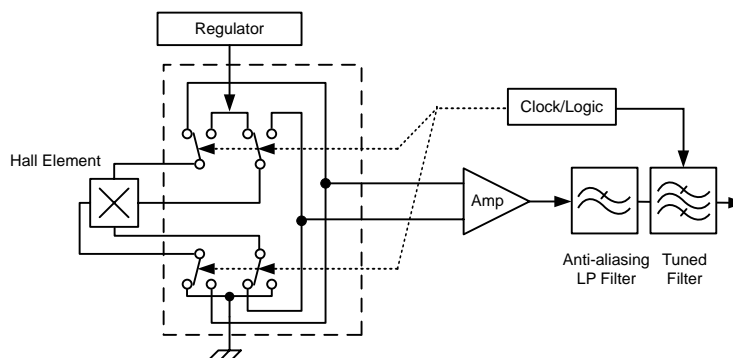 Regulator
Clock/Logic
Hall Element
Amp
Anti-aliasing
LP Filter
Tuned
Filter